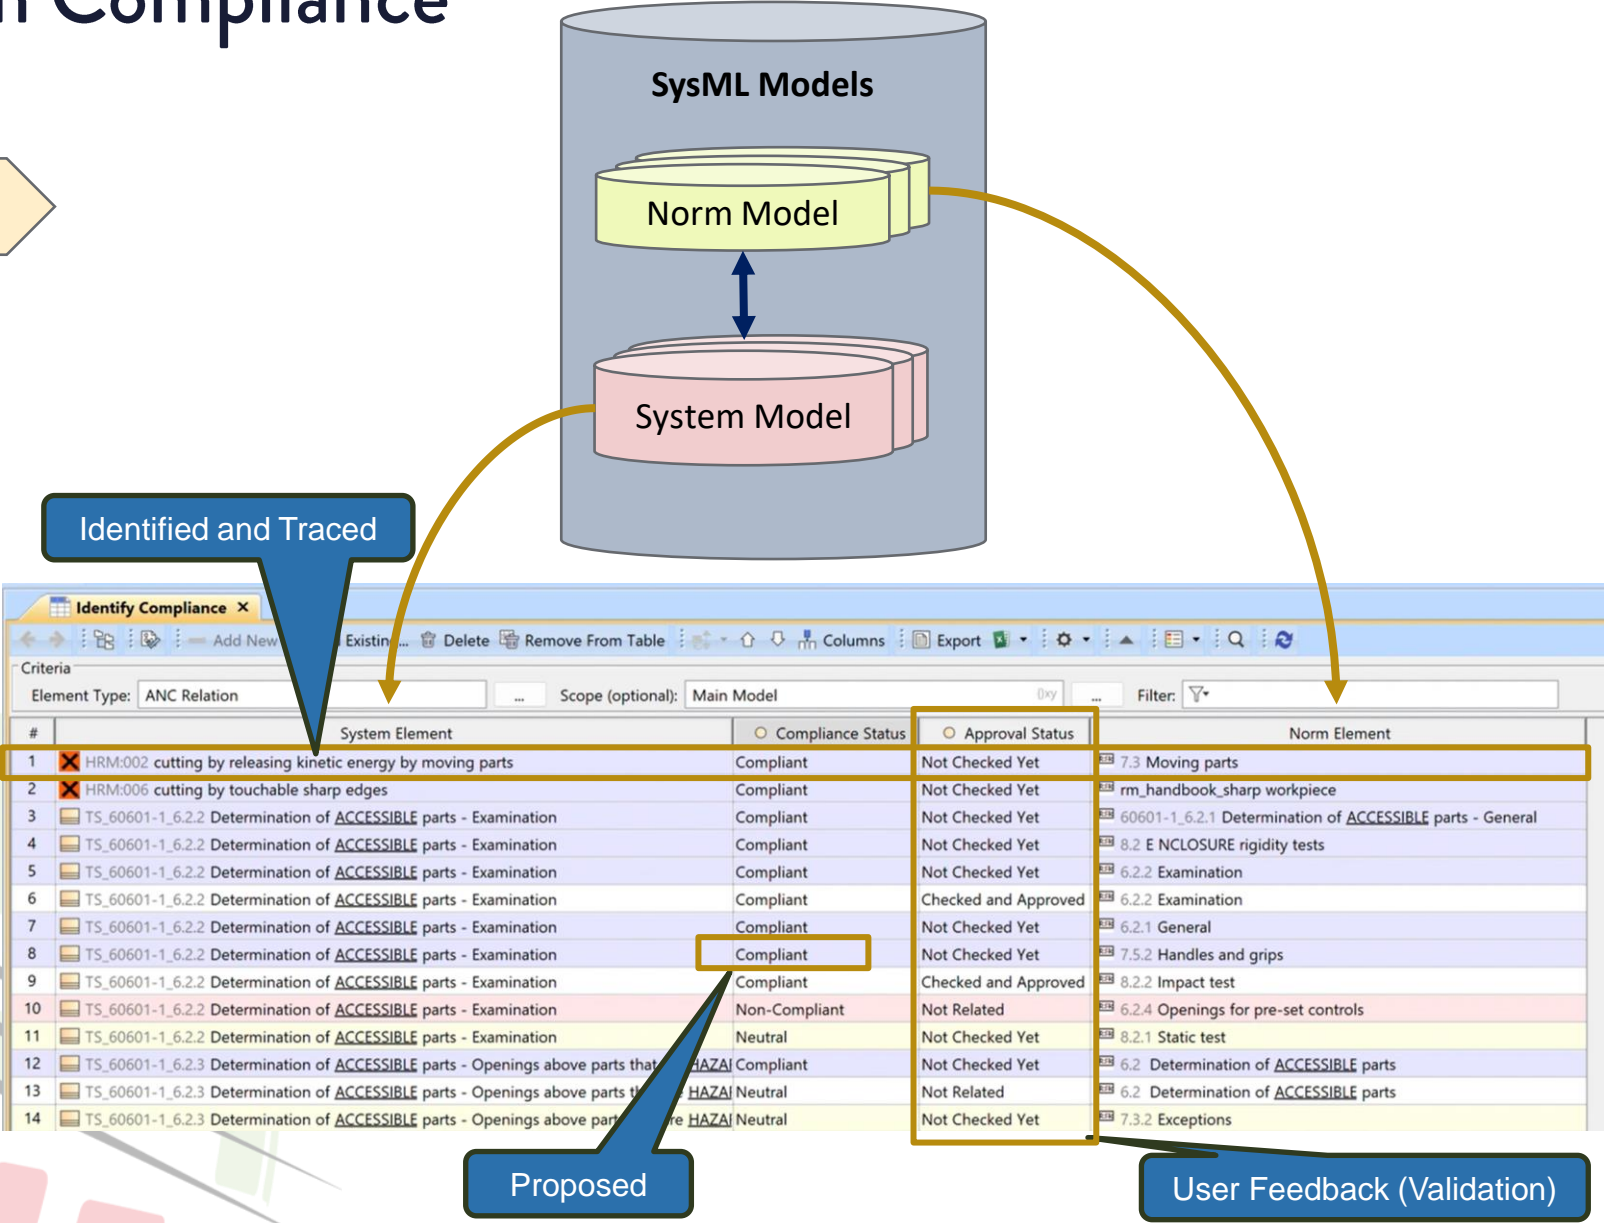 n Compliance
SysML Models
Norm Model
System Model
Identified and Traced
Identify Compliance ×
Add New Existing... Delete Remove From Table Columns Export
Criteria
Element Type: ANC Relation ... Scope (optional): Main Model ... Filter:
# System Element Compliance Status Approval Status Norm Element
1 HRM:002 cutting by releasing kinetic energy by moving parts Compliant Not Checked Yet 7.3 Moving parts
2 HRM:006 cutting by touchable sharp edges Compliant Not Checked Yet rm_handbook_sharp workpiece
3 TS_60601-1_6.2.2 Determination of ACCESSIBLE parts - Examination Compliant Not Checked Yet 60601-1_6.2.1 Determination of ACCESSIBLE parts - General
4 TS_60601-1_6.2.2 Determination of ACCESSIBLE parts - Examination Compliant Not Checked Yet 8.2 E NCLOSURE rigidity tests
5 TS_60601-1_6.2.2 Determination of ACCESSIBLE parts - Examination Compliant Not Checked Yet 6.2.2 Examination
6 TS_60601-1_6.2.2 Determination of ACCESSIBLE parts - Examination Compliant Checked and Approved 6.2.2 Examination
7 TS_60601-1_6.2.2 Determination of ACCESSIBLE parts - Examination Compliant Not Checked Yet 6.2.1 General
8 TS_60601-1_6.2.2 Determination of ACCESSIBLE parts - Examination Compliant Not Checked Yet 7.5.2 Handles and grips
9 TS_60601-1_6.2.2 Determination of ACCESSIBLE parts - Examination Compliant Checked and Approved 8.2.2 Impact test
10 TS_60601-1_6.2.2 Determination of ACCESSIBLE parts - Examination Non-Compliant Not Related 6.2.4 Openings for pre-set controls
11 TS_60601-1_6.2.2 Determination of ACCESSIBLE parts - Examination Neutral Not Checked Yet 8.2.1 Static test
12 TS_60601-1_6.2.3 Determination of ACCESSIBLE parts - Openings above parts that HAZA Compliant Not Checked Yet 6.2 Determination of ACCESSIBLE parts
13 TS_60601-1_6.2.3 Determination of ACCESSIBLE parts - Openings above parts HAZA Neutral Not Related 6.2 Determination of ACCESSIBLE parts
14 TS_60601-1_6.2.3 Determination of ACCESSIBLE parts - Openings above HAZA Neutral Not Checked Yet 7.3.2 Exceptions
Proposed
User Feedback (Validation)